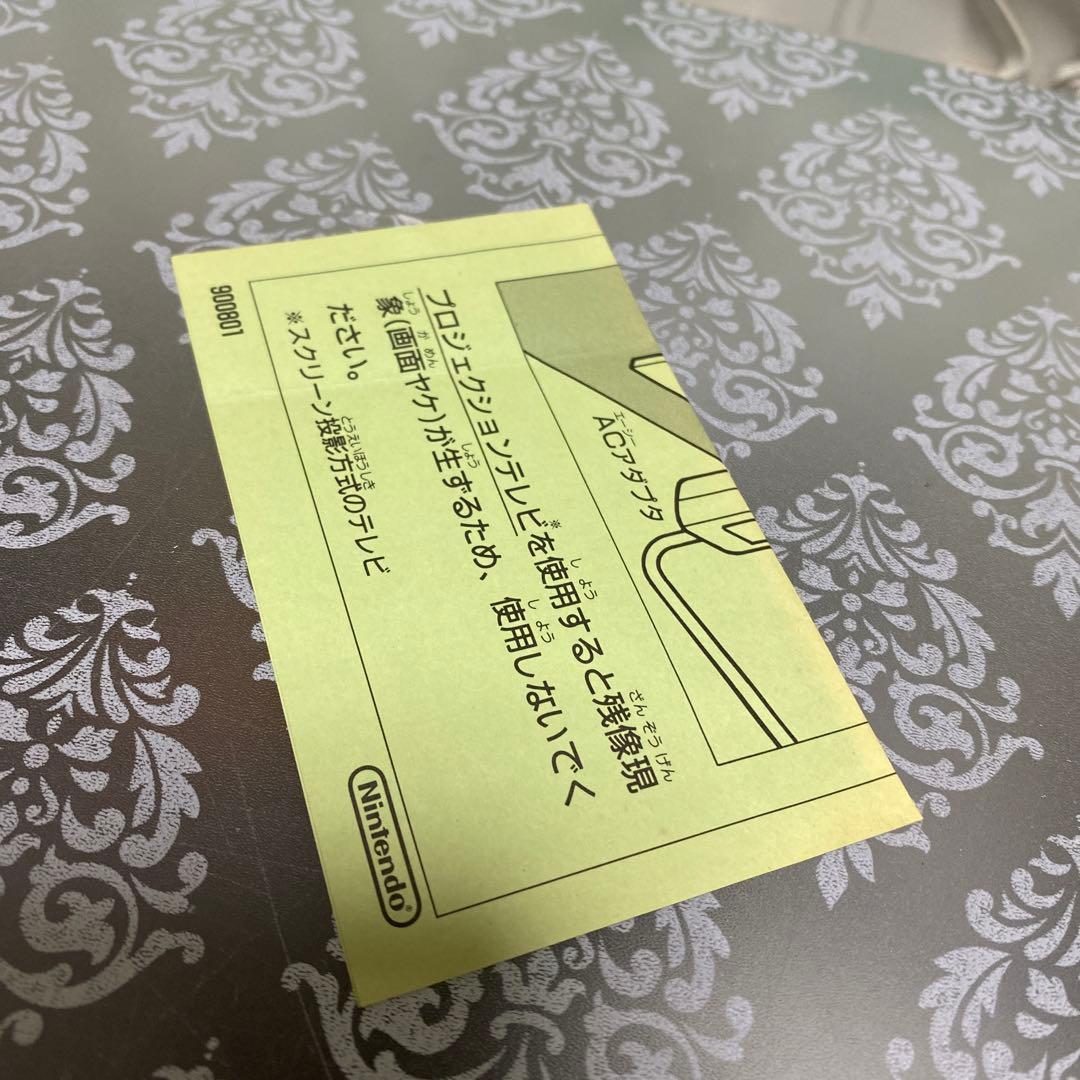 エーシー
ACアダプタ
プロジェクションテレビ※を使用すると残像現
しよう
ざんぞうげん
象(画面ヤケ)が生ずるため、使用しないでく
しょう
がめん
しょう
しよう
ださい。
※スクリーン投影方式のテレビ
とうえいほうしき
900801
Nintendo®